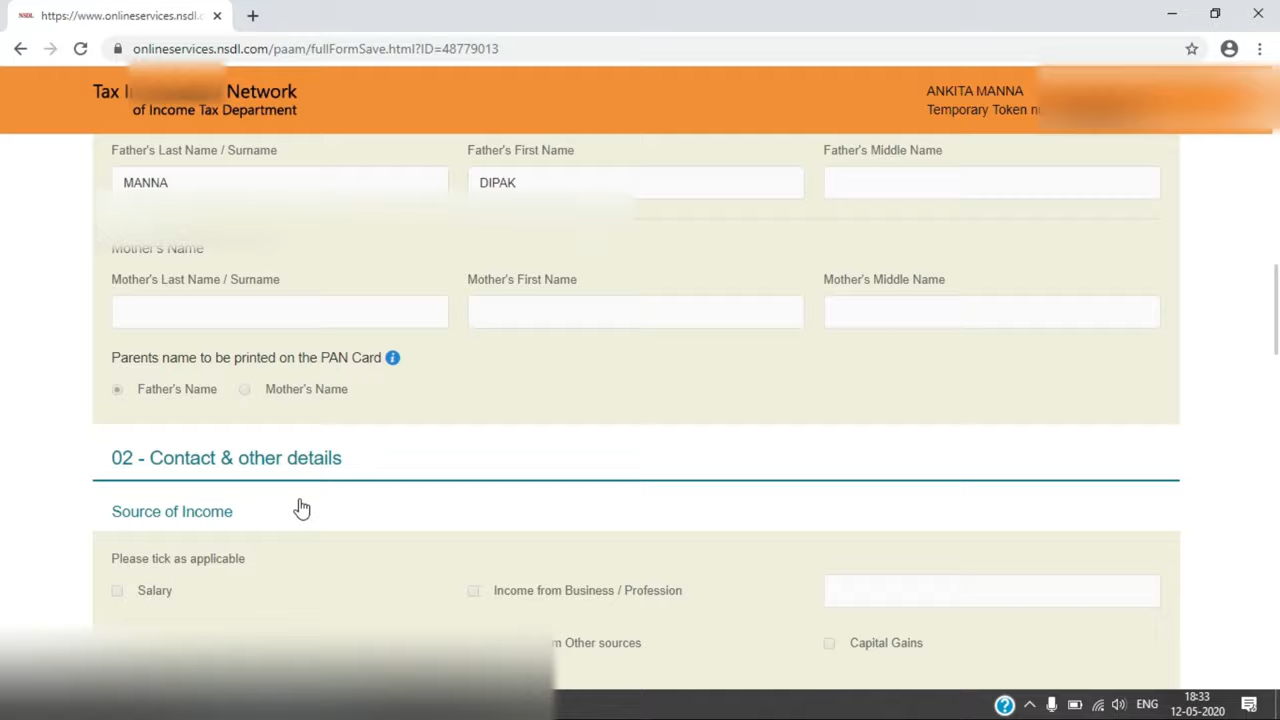 NSDL https://www.onlineservices.nsdl.c
onlineservices.nsdl.com/paam/fullFormSave.html?ID=48779013
Tax Network
of Income Tax Department
ANKITA MANNA
Temporary Token
Father's Last Name / Surname Father's First Name Father's Middle Name
MANNA DIPAK
Mother's Name
Mother's Last Name / Surname Mother's First Name Mother's Middle Name
Parents name to be printed on the PAN Card
Father's Name Mother's Name
02 - Contact & other details
Source of Income
Please tick as applicable
Salary Income from Business / Profession
Other sources Capital Gains
ENG
18:33
12-05-2020